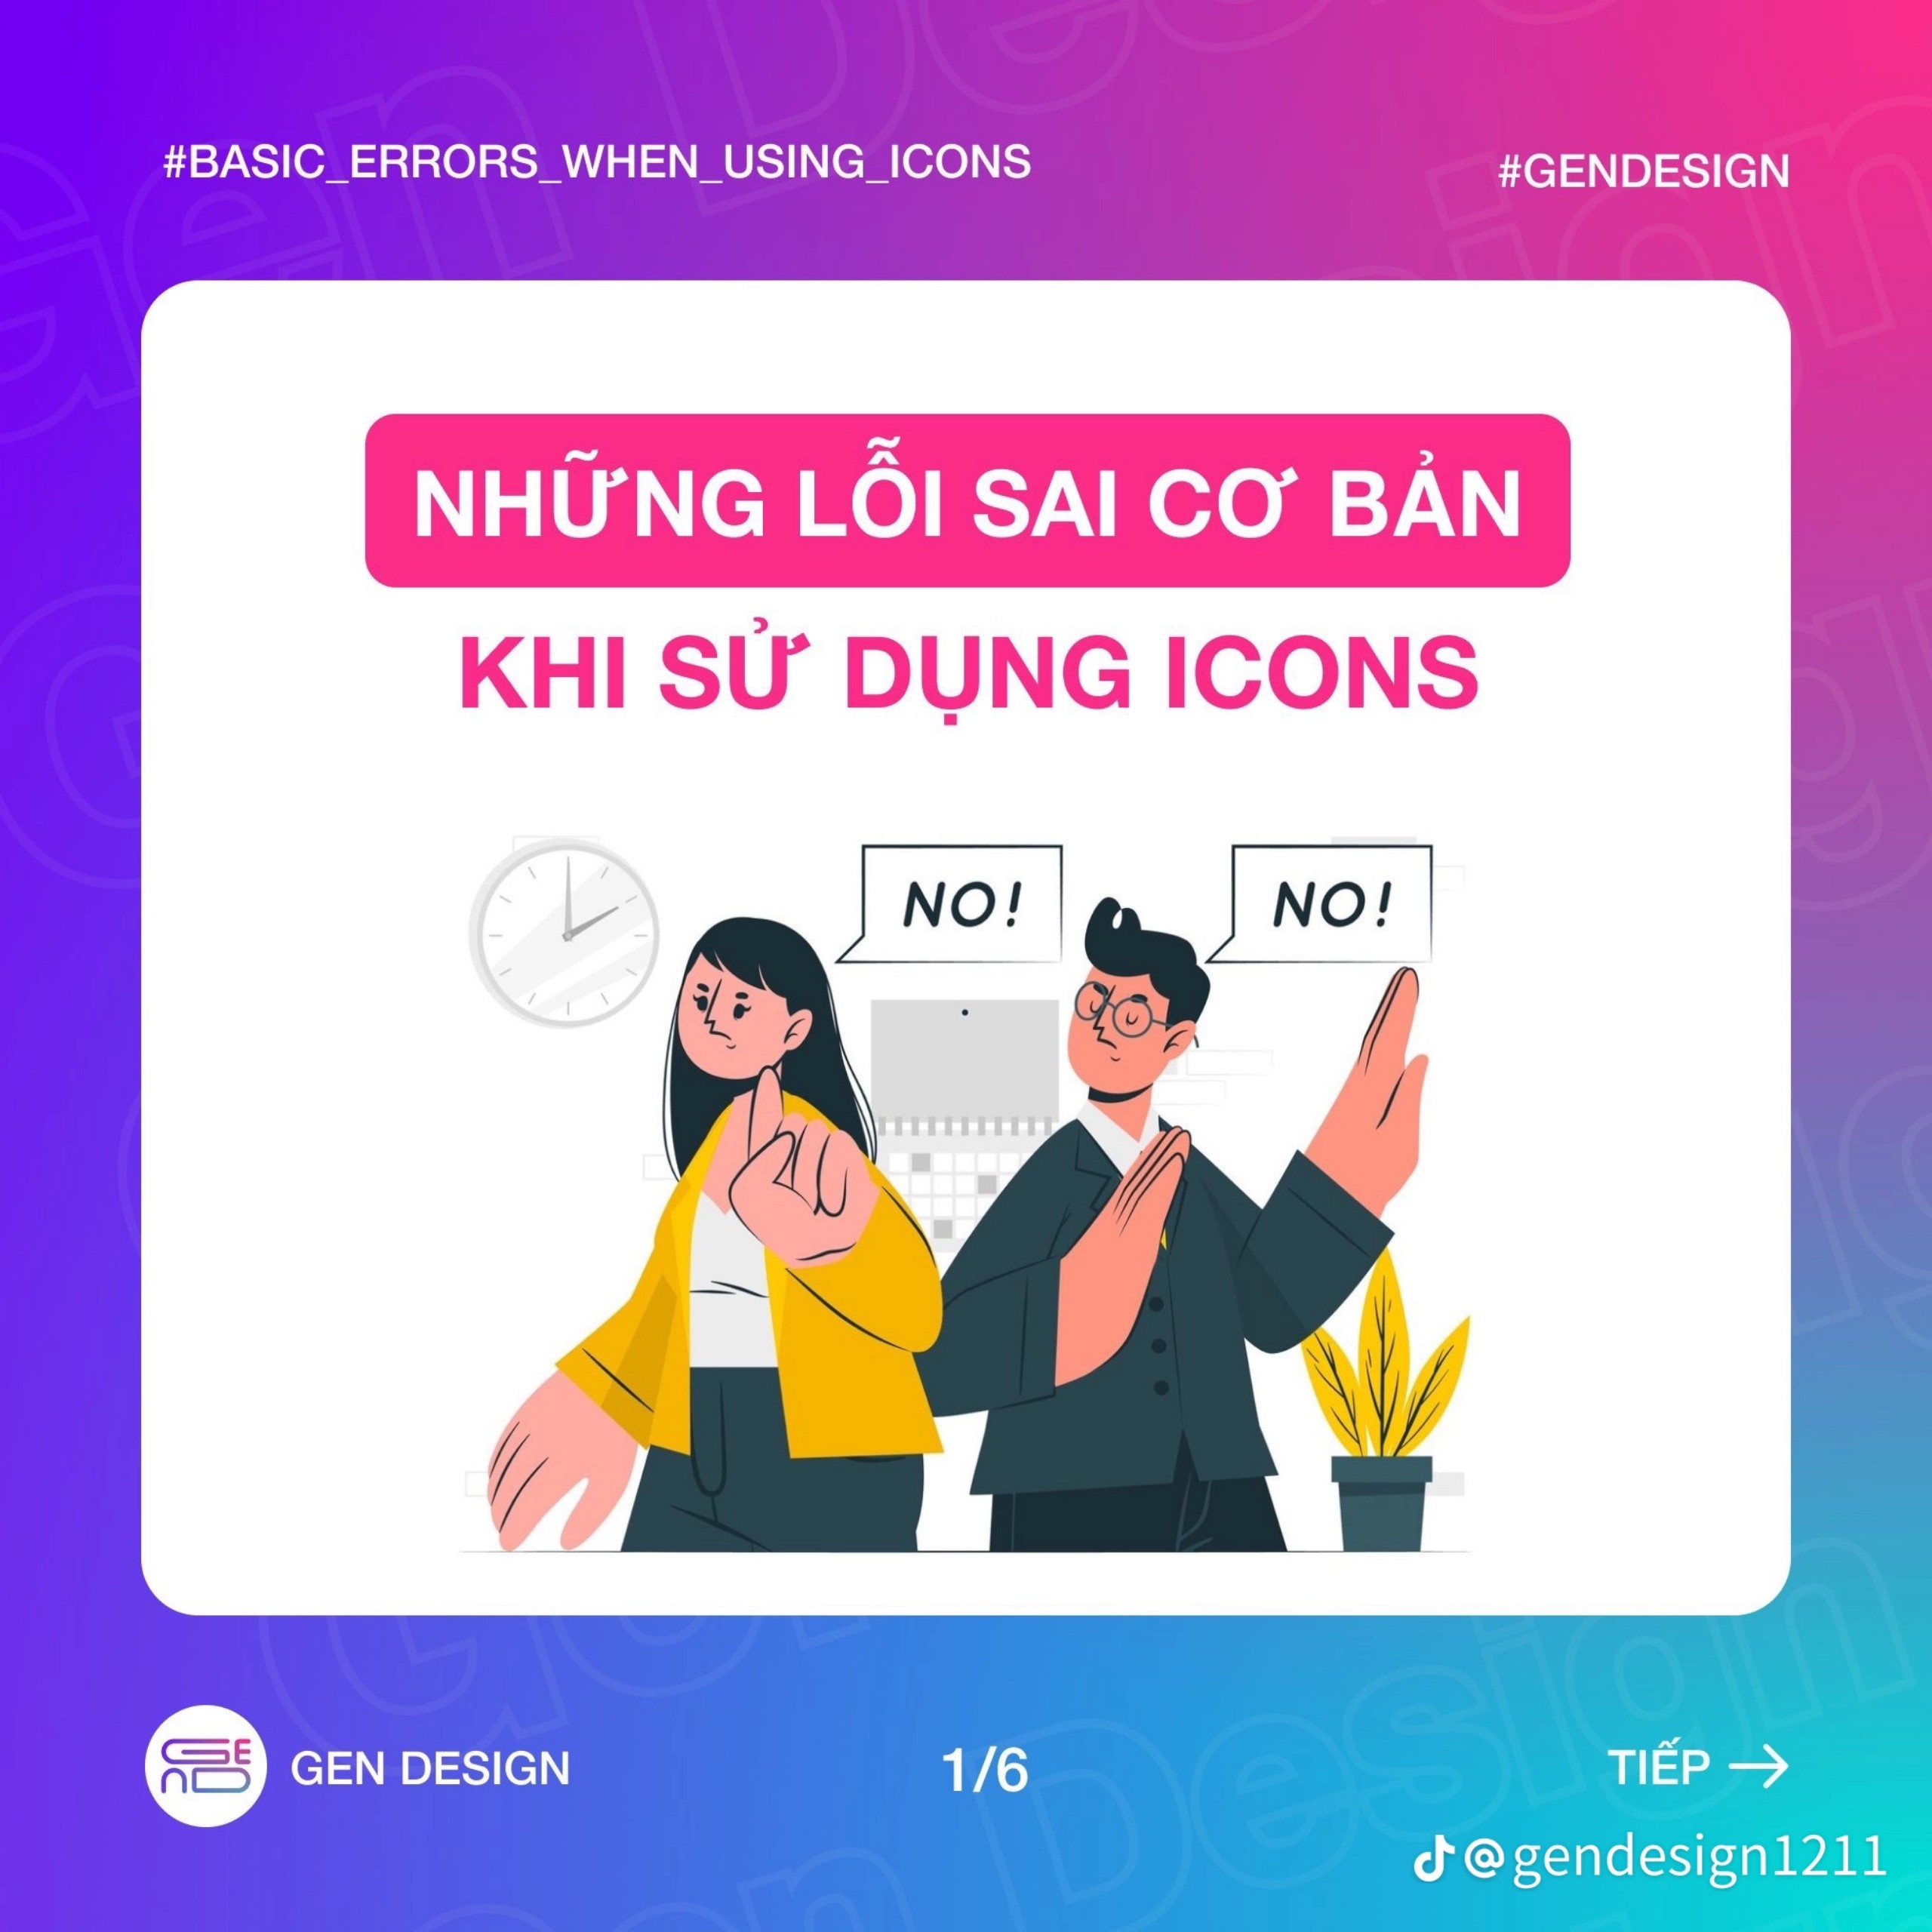 #BASIC_ERRORS_WHEN_USING_ICONS
#GENDESIGN
NHỮNG LỖI SAI CƠ BẢN
KHI SỬ DỤNG ICONS
NO!
NO!
GEN DESIGN
1/6
TIẾP →
@gendesign1211